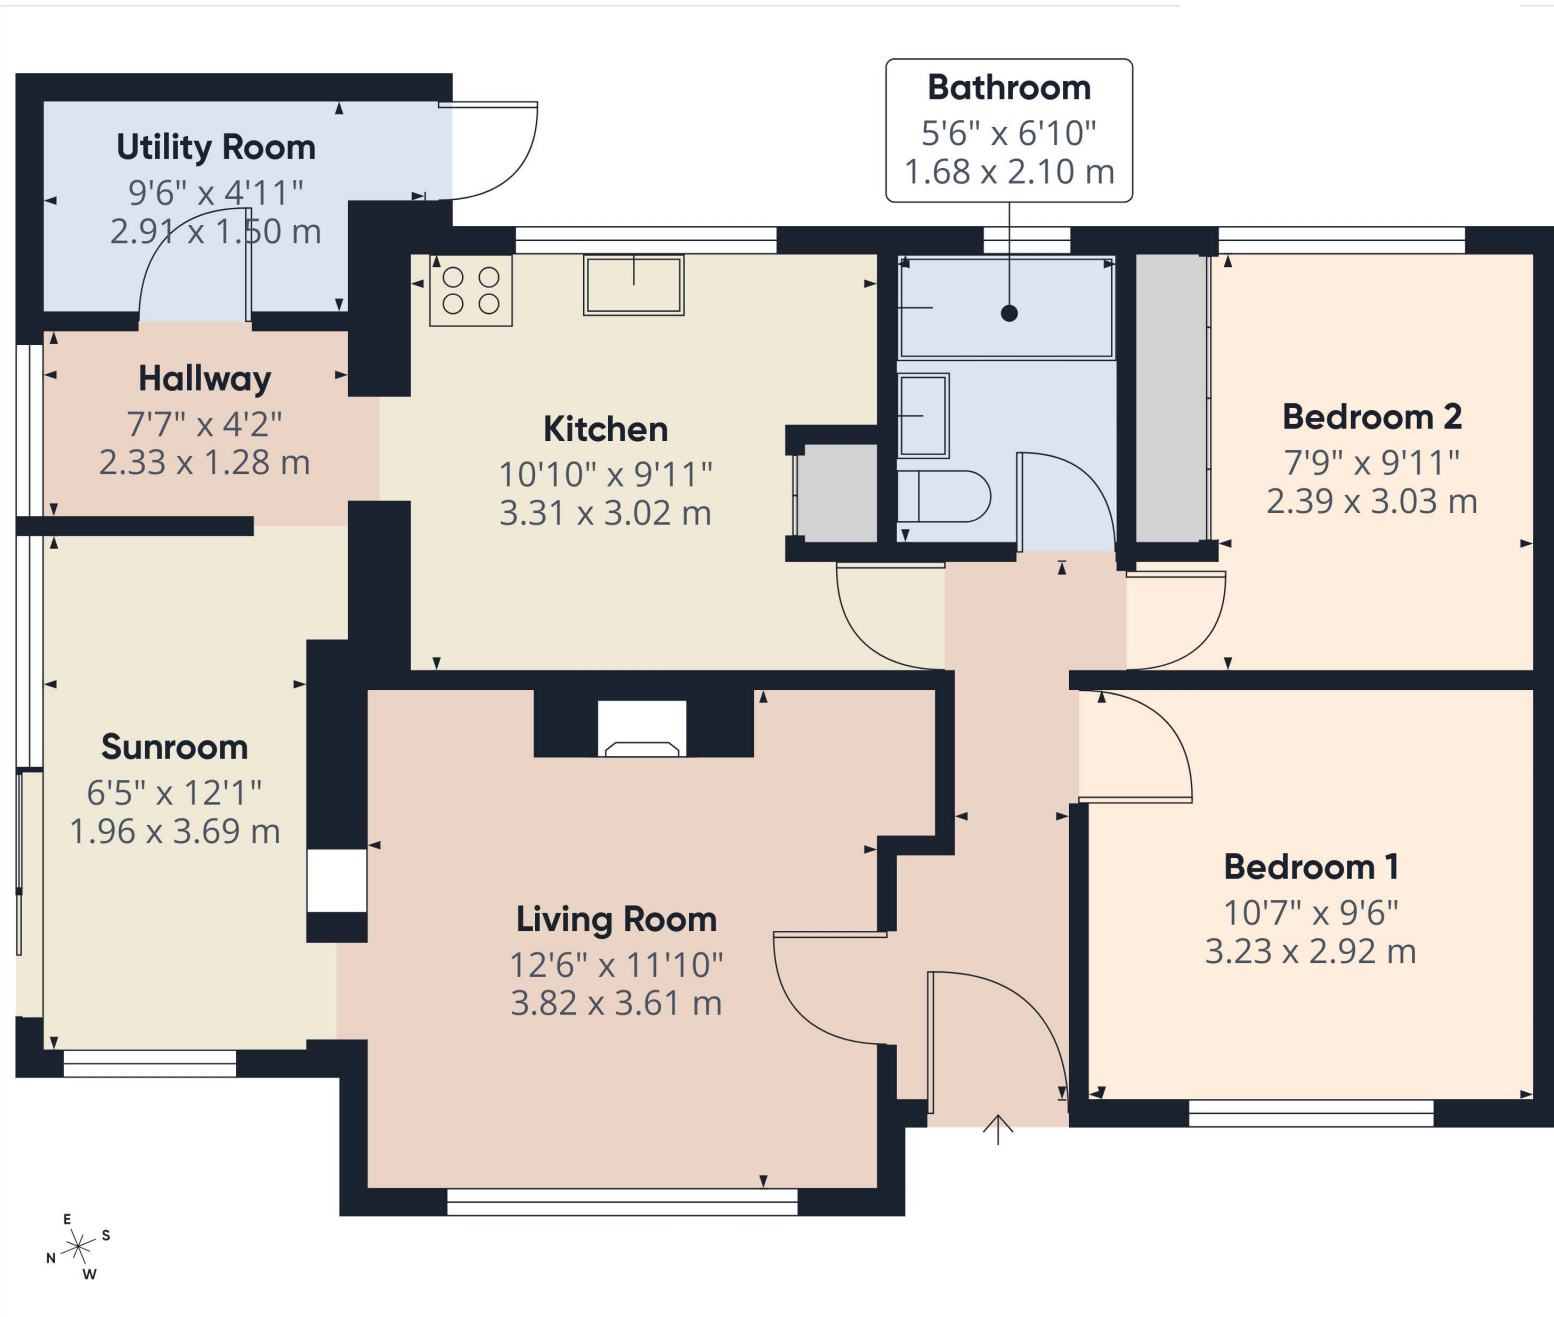 Bathroom
5'6" x 6'10"
1.68 x 2.10 m
Utility Room
9'6" x 4'11"
2.91 x 1.50 m
Hallway
7'7" x 4'2"
2.33 x 1.28 m
Kitchen
10'10" x 9'11"
3.31 x 3.02 m
Bedroom 2
7'9" x 9'11"
2.39 x 3.03 m
Sunroom
6'5" x 12'1"
1.96 x 3.69 m
Living Room
12'6" x 11'10"
3.82 x 3.61 m
Bedroom 1
10'7" x 9'6"
3.23 x 2.92 m
E
S
N
W